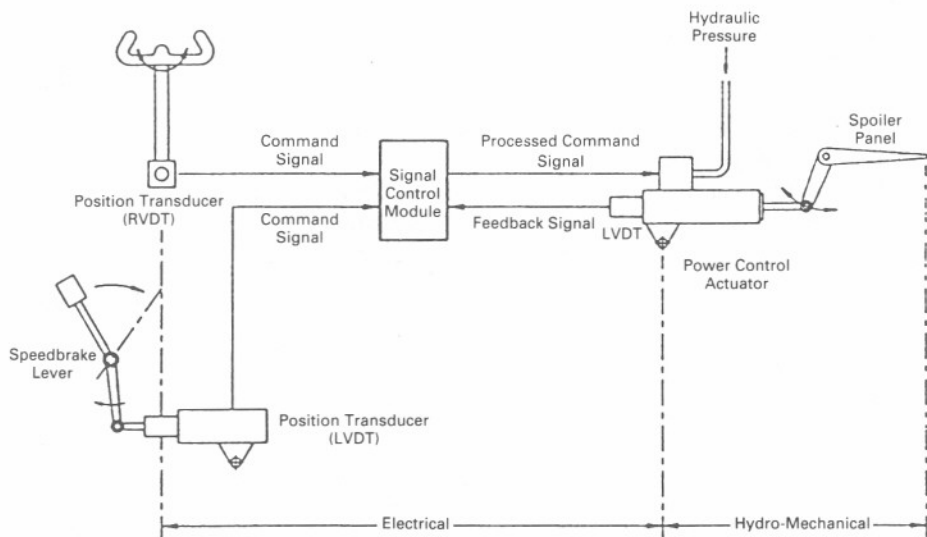 Hydraulic
Pressure
Command
Signal
Processed Command
Signal
Spoiler
Panel
Signal
Control
Module
Position Transducer
(RVDT)
Command
Signal
Feedback Signal
LVDT
Power Control
Actuator
Speedbrake
Lever
Position Transducer
(LVDT)
Electrical
Hydro-Mechanical